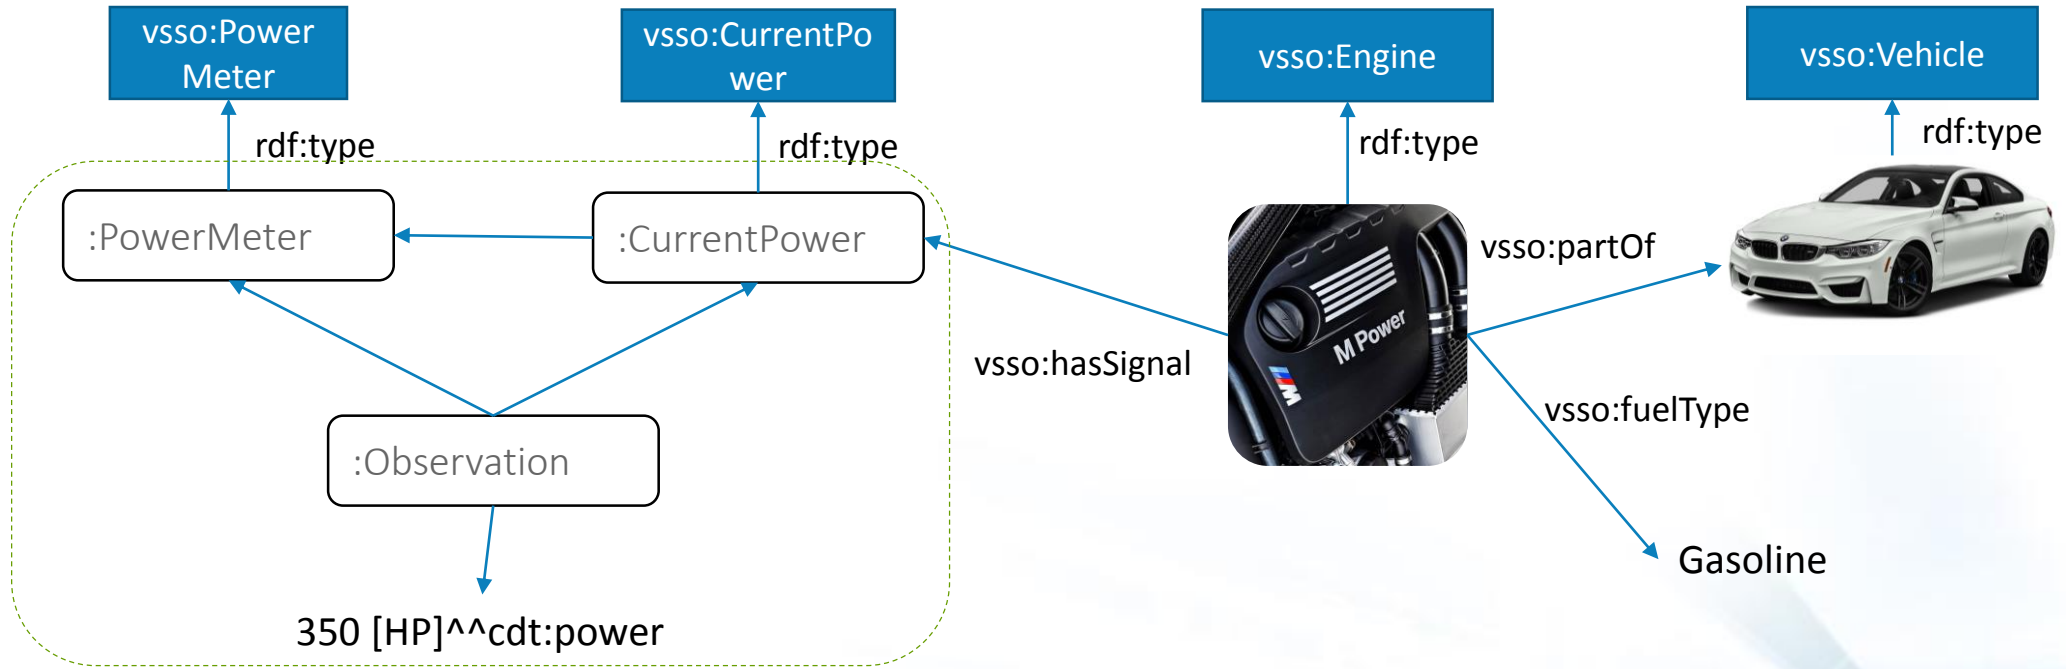 vsso:Power
Meter
vsso:CurrentPo
wer
vsso:Engine
vsso:Vehicle
rdf:type
rdf:type
rdf:type
rdf:type
:PowerMeter
:CurrentPower
vsso:partOf
M Power
M
vsso:hasSignal
vsso:fuelType
:Observation
Gasoline
350 [HP]^^cdt:power